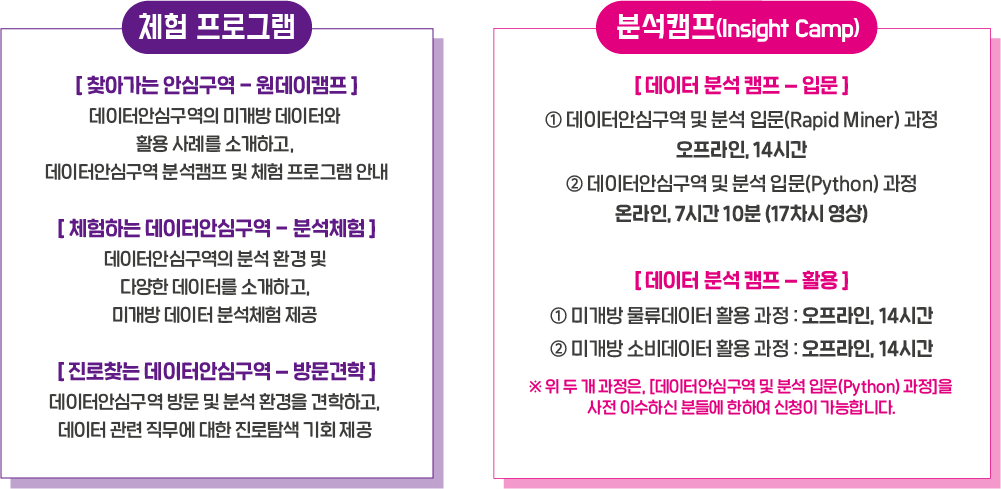 체험 프로그램
[ 찾아가는 안심구역 – 원데이캠프 ]
데이터안심구역의 미개방 데이터와
활용 사례를 소개하고,
데이터안심구역 분석캠프 및 체험 프로그램 안내
[ 체험하는 데이터안심구역 – 분석체험 ]
데이터안심구역의 분석 환경 및
다양한 데이터를 소개하고,
미개방 데이터 분석체험 제공
[ 진로찾는 데이터안심구역 – 방문견학 ]
데이터안심구역 방문 및 분석 환경을 견학하고,
데이터 관련 직무에 대한 진로탐색 기회 제공
분석캠프(Insight Camp)
[ 데이터 분석 캠프 – 입문 ]
① 데이터안심구역 및 분석 입문(Rapid Miner) 과정
오프라인, 14시간
② 데이터안심구역 및 분석 입문(Python) 과정
온라인, 7시간 10분 (17차시 영상)
[ 데이터 분석 캠프 – 활용 ]
① 미개방 물류데이터 활용 과정 : 오프라인, 14시간
② 미개방 소비데이터 활용 과정 : 오프라인, 14시간
※ 위 두 개 과정은, [데이터안심구역 및 분석 입문(Python) 과정]을
사전 이수하신 분들에 한하여 신청이 가능합니다.